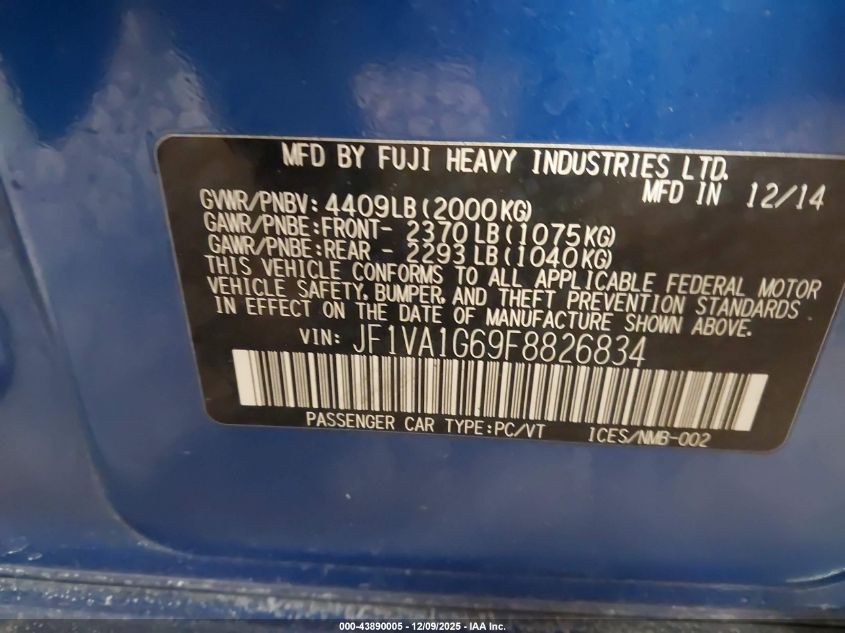 MFD BY FUJI HEAVY INDUSTRIES LTD.
MFD IN 12/14
GVWR/PNBV: 4409LB(2000KG)
GAWR/PNBE:FRONT- 2370LB(1075KG)
GAWR/PNBE:REAR - 2293LB(1040KG)
THIS VEHICLE CONFORMS TO ALL APPLICABLE FEDERAL MOTOR
VEHICLE SAFETY, BUMPER, AND THEFT PREVENTION STANDARDS
IN EFFECT ON THE DATE OF MANUFACTURE SHOWN ABOVE.
VIN: JF1VA1G69F8826834
PASSENGER CAR TYPE:PC/VT ICES/NMB-002
000-43890005 - 12/09/2025 - IAA Inc.